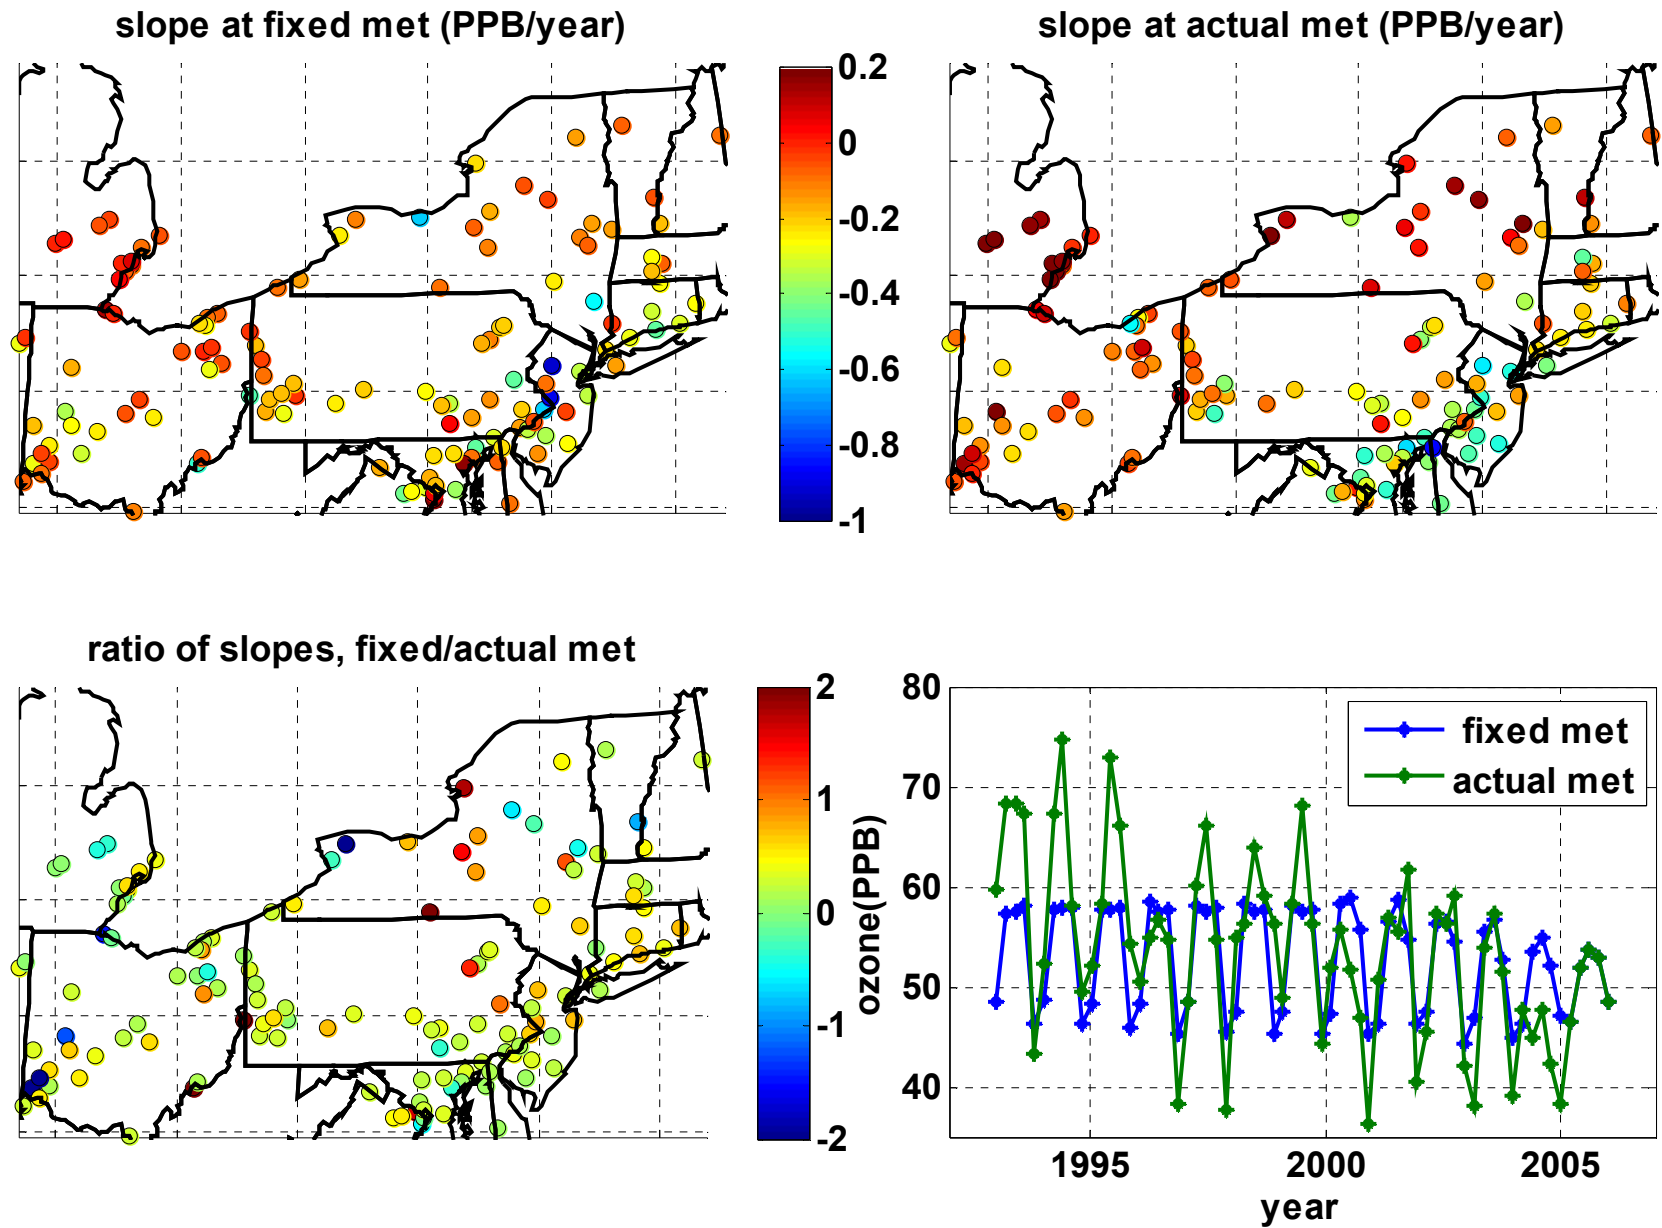 slope at fixed met (PPB/year)
slope at actual met (PPB/year)
0.2
0
-0.2
-0.4
-0.6
-0.8
-1
ratio of slopes, fixed/actual met
2
1
0
-1
-2
80
70
60
50
40
ozone(PPB)
fixed met
actual met
1995 2000 2005
year